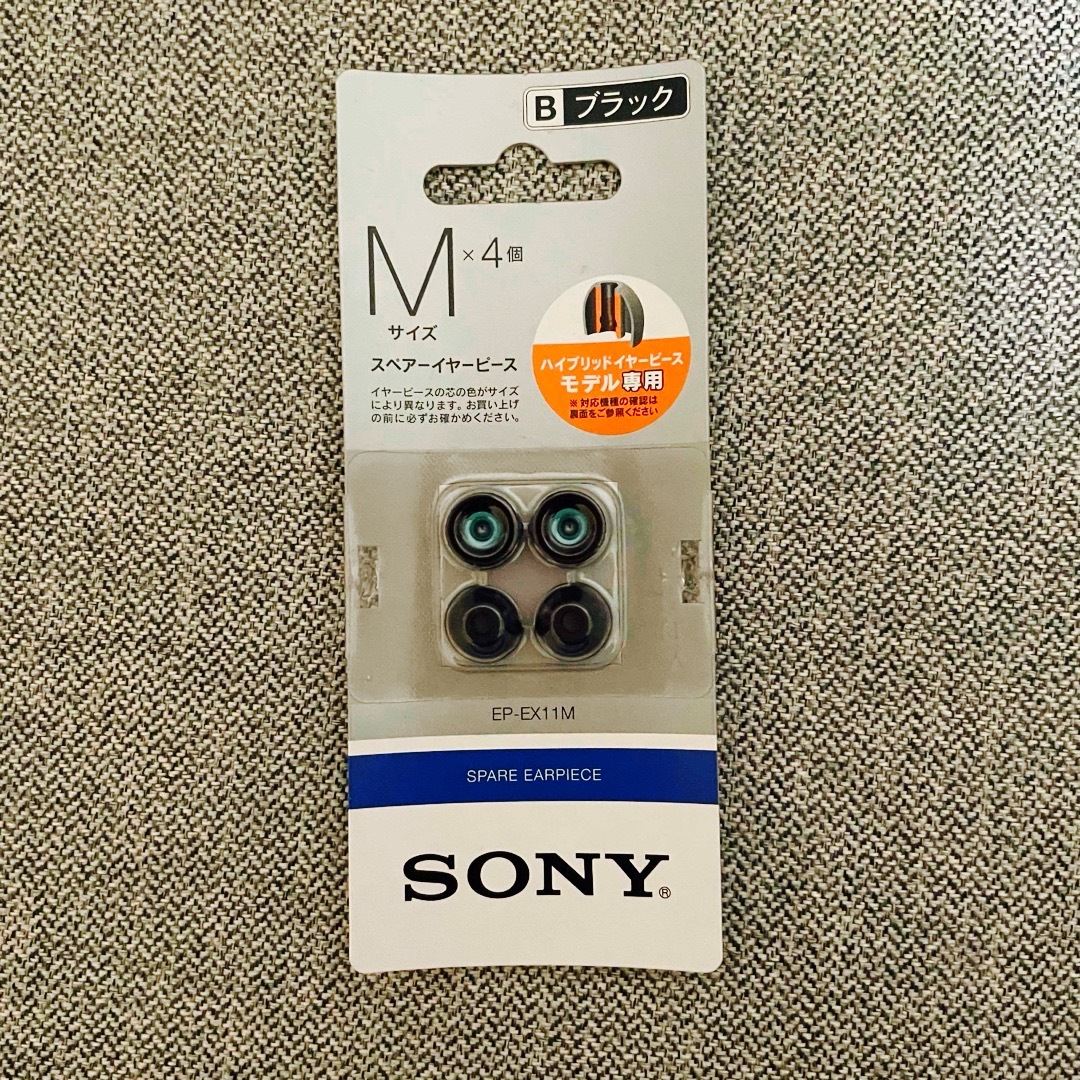 B ブラック
M×4個
サイズ
スペアーイヤーピース
イヤーピースの芯の色がサイズ
により異なります。お買い上げ
の前に必ずお確かめください。
ハイブリッドイヤーピース
モデル専用
※対応機種の確認は
裏面をご参照ください
EP-EX11M
SPARE EARPIECE
SONY®